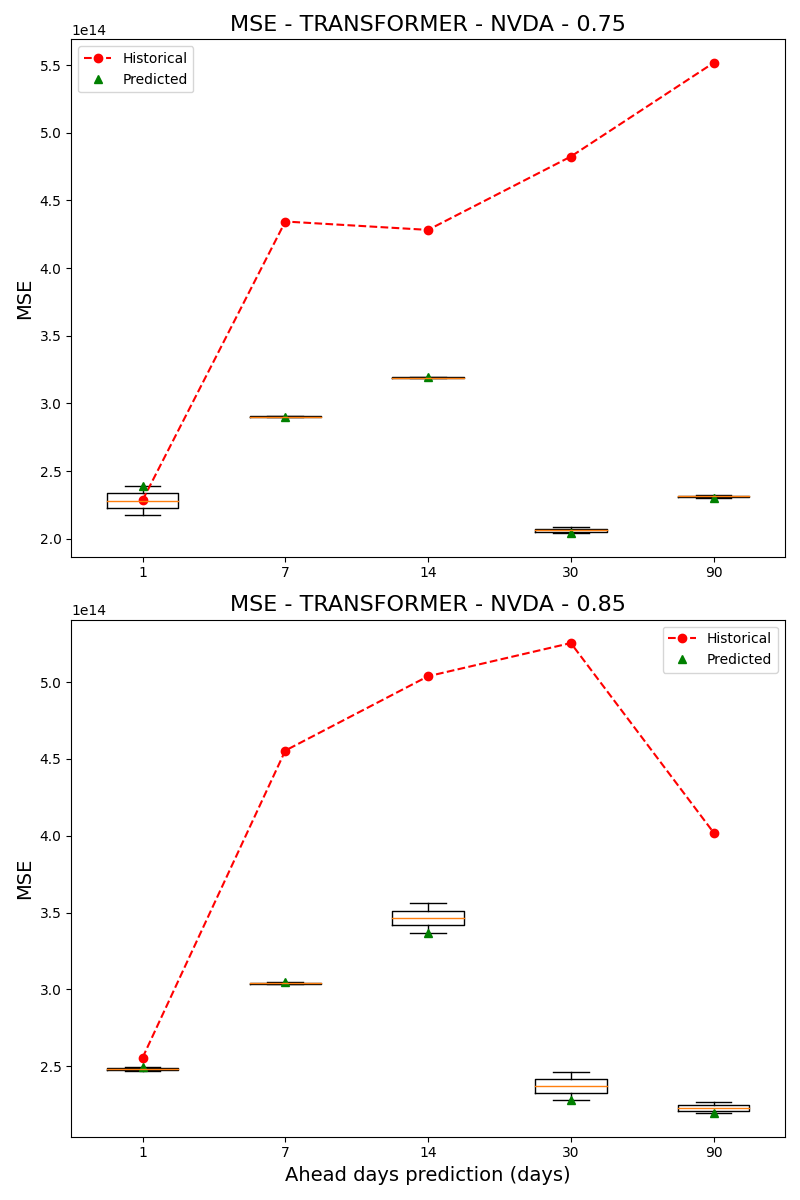 MSE - TRANSFORMER - NVDA - 0.75
1e14
Historical
Predicted
5.5
5.0
4.5
4.0
3.5
3.0
2.5
2.0
MSE
1 7 14 30 90
MSE - TRANSFORMER - NVDA - 0.85
1e14
Historical
Predicted
5.0
4.5
4.0
3.5
3.0
2.5
MSE
1 7 14 30 90
Ahead days prediction (days)